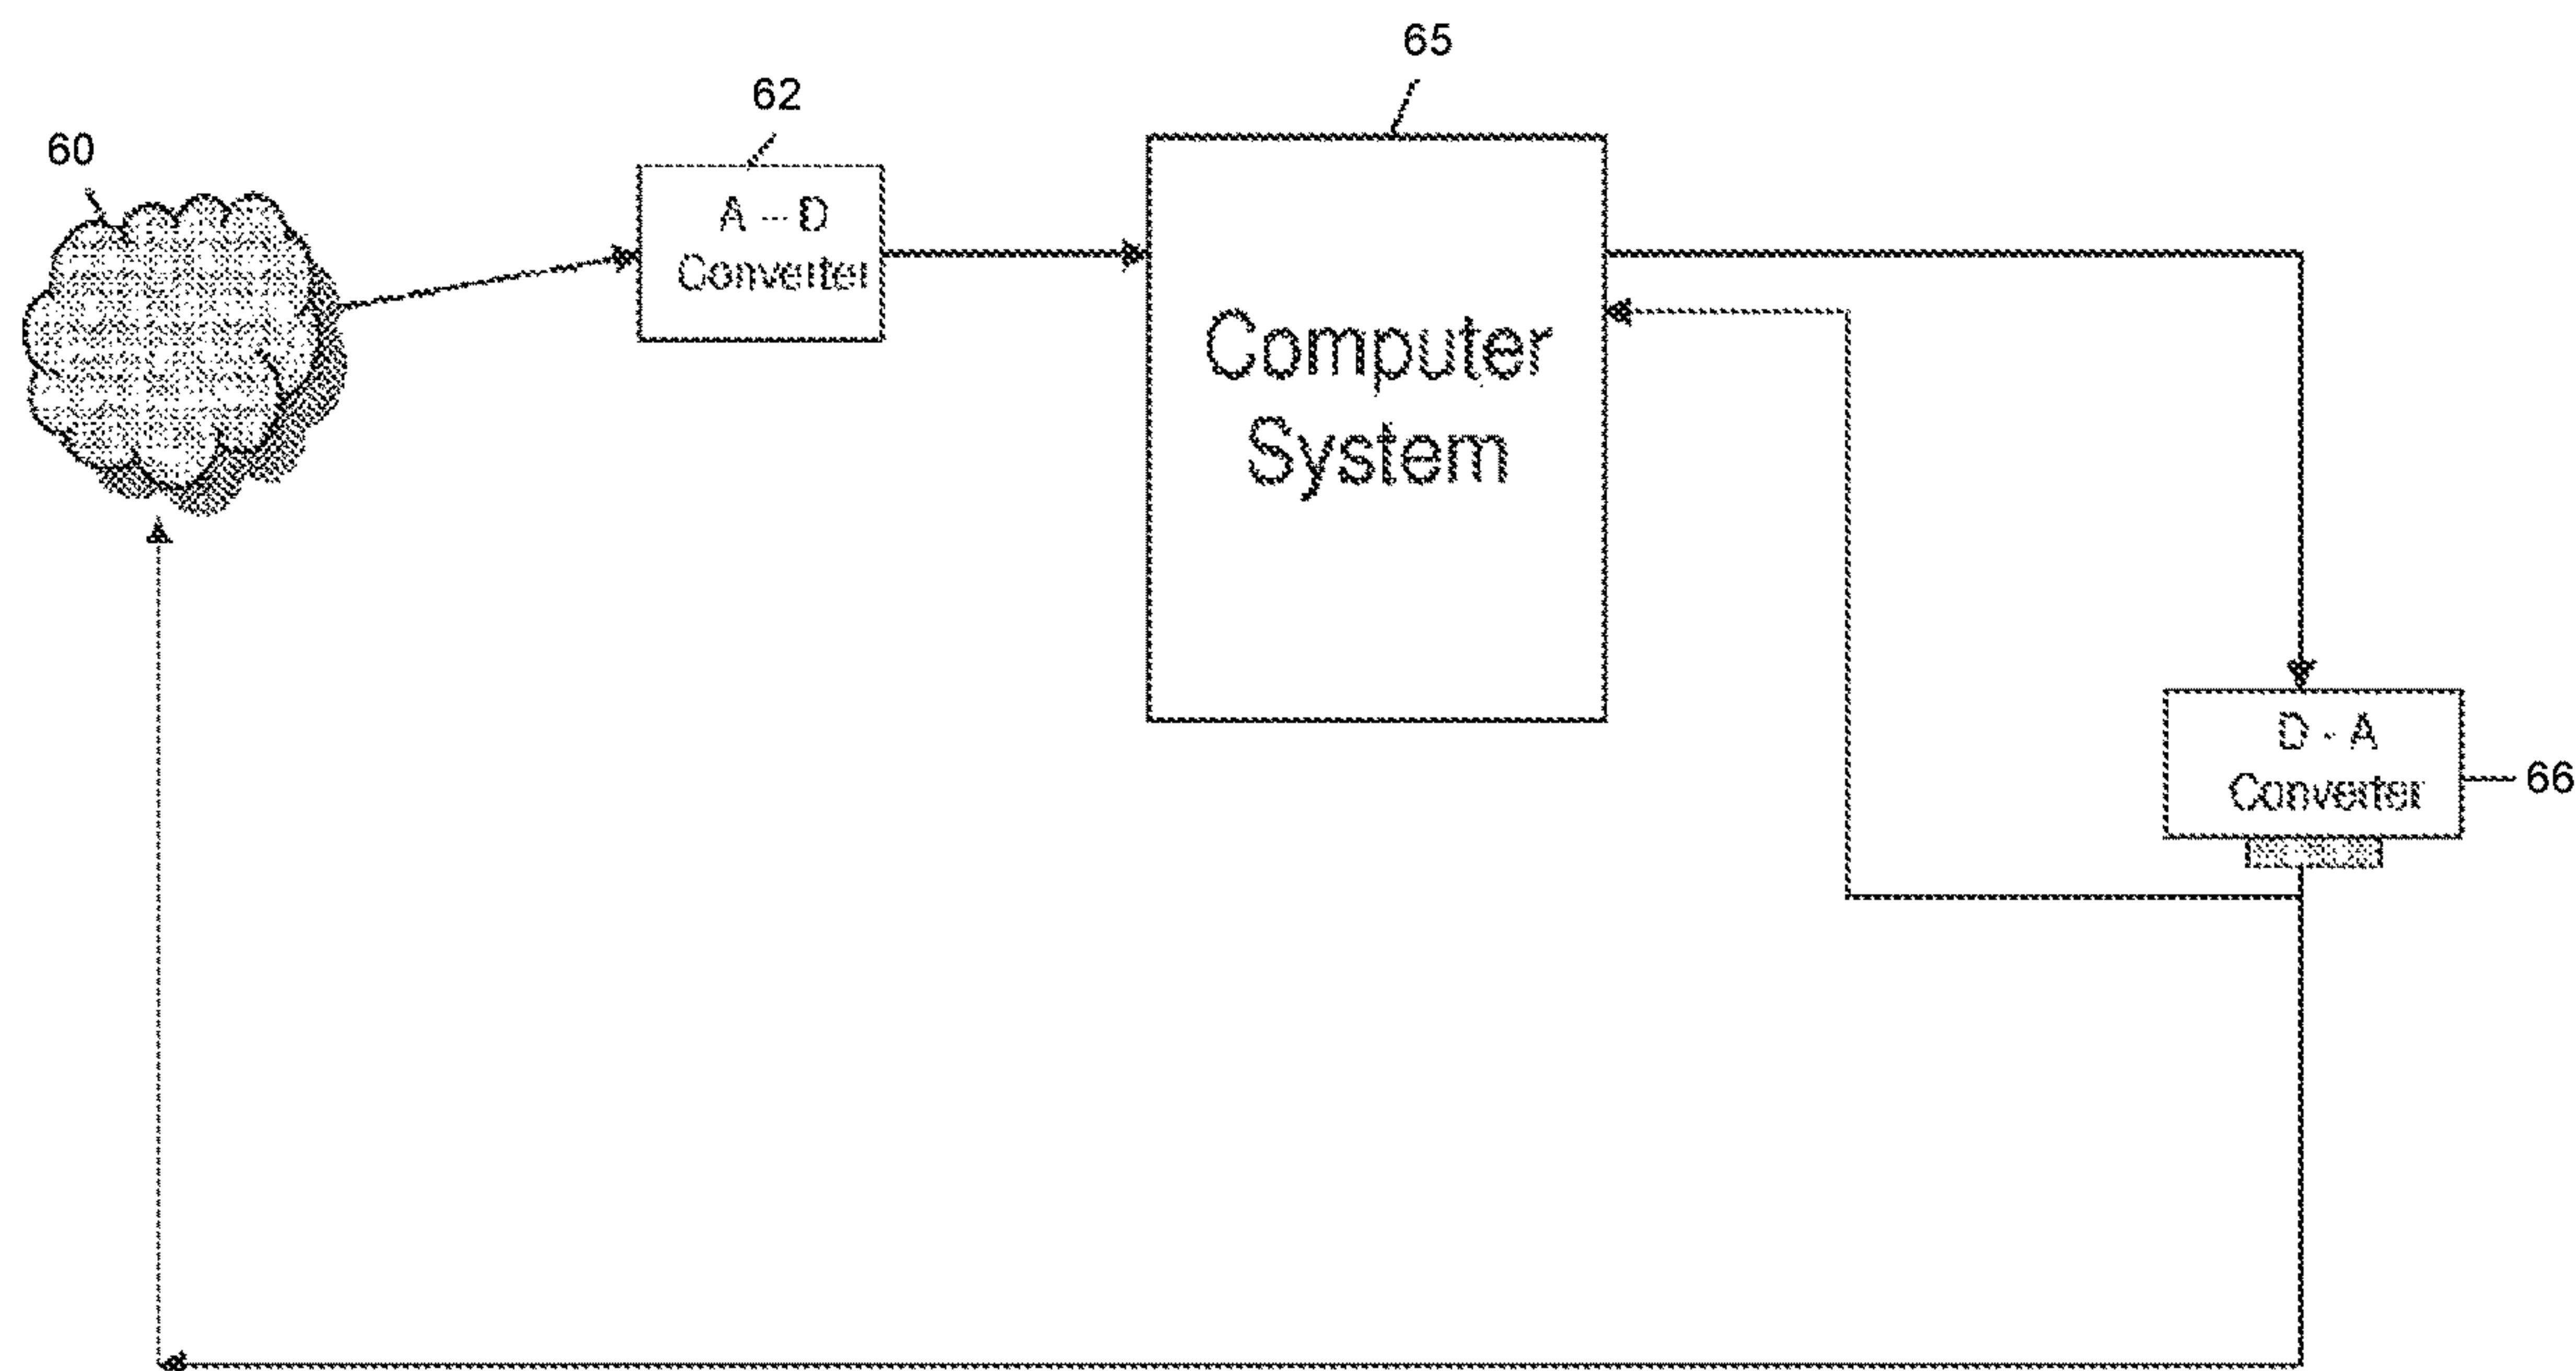 65
62
60
A -- D
Converter
Computer
System
D - A
Converter
66